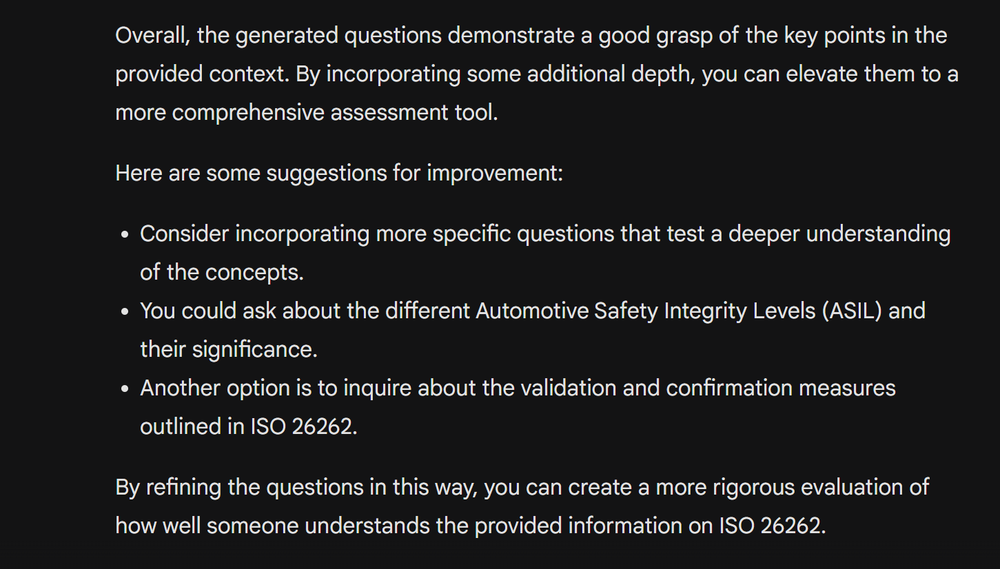 Overall, the generated questions demonstrate a good grasp of the key points in the
provided context. By incorporating some additional depth, you can elevate them to a
more comprehensive assessment tool.
Here are some suggestions for improvement:
• Consider incorporating more specific questions that test a deeper understanding
of the concepts.
• You could ask about the different Automotive Safety Integrity Levels (ASIL) and
their significance.
• Another option is to inquire about the validation and confirmation measures
outlined in ISO 26262.
By refining the questions in this way, you can create a more rigorous evaluation of
how well someone understands the provided information on ISO 26262.